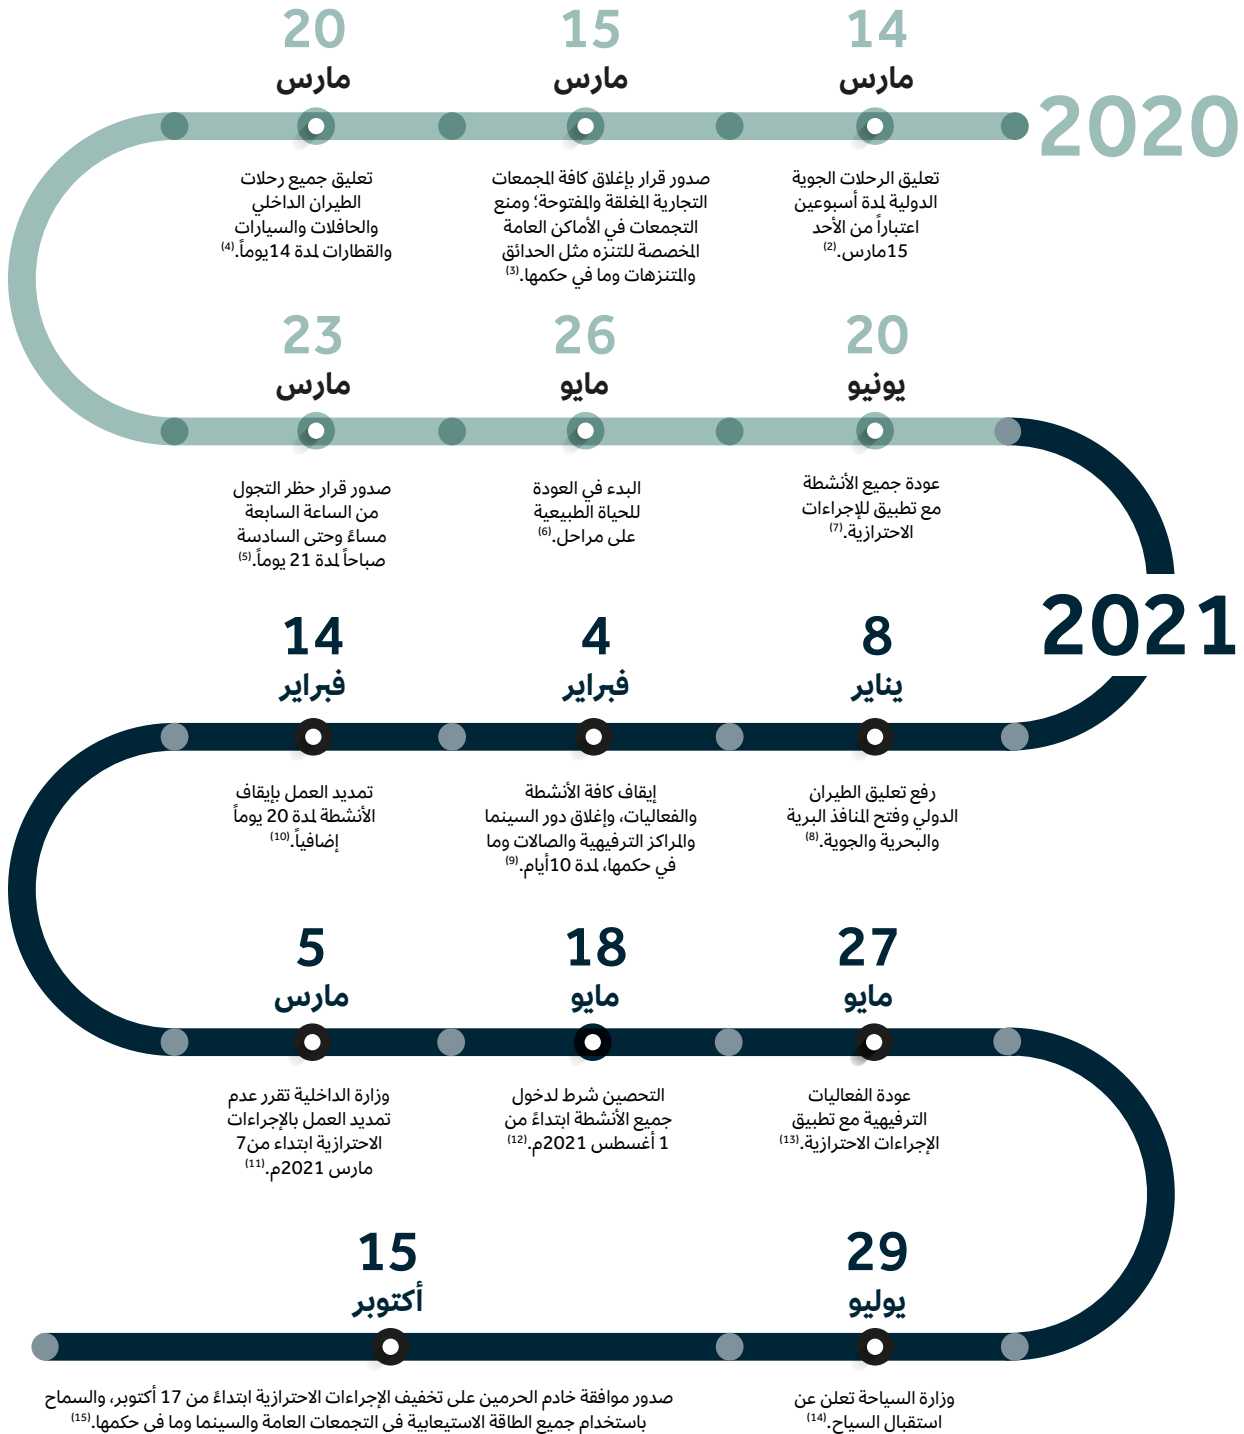 2020
14
مارس
تعليق الرحلات الجوية
الدولية لمدة أسبوعين
اعتباراً من الأحد
15مارس.(2)
15
مارس
صدور قرار بإغلاق كافة المجمعات
التجارية المغلقة والمفتوحة؛ ومنع
التجمعات في الأماكن العامة
المخصصة للتنزه مثل الحدائق
والمتنزهات وما في حكمها.(3)
20
مارس
تعليق جميع رحلات
الطيران الداخلي
والحافلات والسيارات
والقطارات لمدة 14يوماً.(4)
23
مارس
صدور قرار حظر التجول
من الساعة السابعة
مساءً وحتى السادسة
صباحاً لمدة 21 يوماً.(5)
26
مايو
البدء في العودة
للحياة الطبيعية
على مراحل.(6)
20
يونيو
عودة جميع الأنشطة
مع تطبيق للإجراءات
الاحترازية.(7)
2021
8
يناير
رفع تعليق الطيران
الدولي وفتح المنافذ البرية
والبحرية والجوية.(8)
4
فبراير
إيقاف كافة الأنشطة
والفعاليات، وإغلاق دور السينما
والمراكز الترفيهية والصالات وما
في حكمها، لمدة 10أيام.(9)
14
فبراير
تمديد العمل بإيقاف
الأنشطة لمدة 20 يوماً
إضافياً.(10)
5
مارس
وزارة الداخلية تقرر عدم
تمديد العمل بالإجراءات
الاحترازية ابتداء من7
مارس 2021م.(11)
18
مايو
التحصين شرط لدخول
جميع الأنشطة ابتداءً من
1 أغسطس 2021م.(12)
27
مايو
عودة الفعاليات
الترفيهية مع تطبيق
الإجراءات الاحترازية.(13)
29
يوليو
وزارة السياحة تعلن عن
استقبال السياح.(14)
15
أكتوبر
صدور موافقة خادم الحرمين على تخفيف الإجراءات الاحترازية ابتداءً من 17 أكتوبر، والسماح
باستخدام جميع الطاقة الاستيعابية في التجمعات العامة والسينما وما في حكمها.(15)